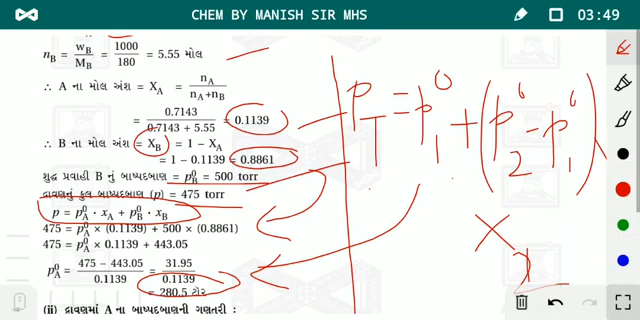 CHEM BY MANISH SIR MHS
03:49
n_B = w_B/M_B = 1000/180 = 5.55 મોલ
∴ A ના મોલ અંશ = X_A = n_A/(n_A+n_B)
= 0.7143/(0.7143 + 5.55) = 0.1139
∴ B ના મોલ અંશ = X_B = 1 − X_A
= 1 − 0.1139 = 0.8861
શુદ્ધ પ્રવાહી B નું બાષ્પદબાણ = p⁰_B = 500 torr
દ્રાવણનું કુલ બાષ્પદબાણ (p) = 475 torr
p = p⁰_A · x_A + p⁰_B · x_B
475 = p⁰_A × (0.1139) + 500 × (0.8861)
475 = p⁰_A × 0.1139 + 443.05
p⁰_A = (475 − 443.05)/0.1139 = 31.95/0.1139
= 280.5 ટોર
(ii) દ્રાવણમાં A ના બાષ્પદબાણની ગણતરી :
P_T = p⁰_1 + (p⁰_2 − p⁰_1)
X_2